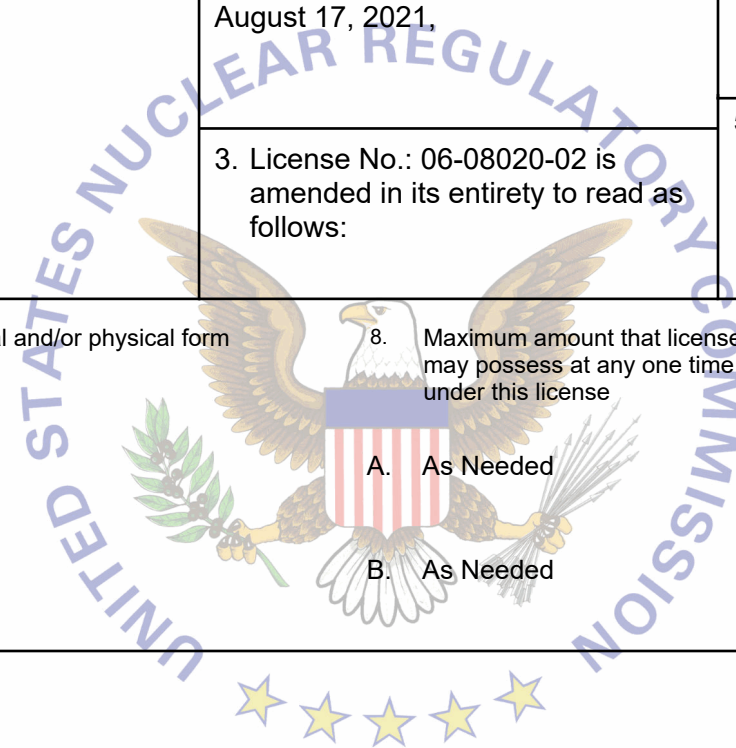 August 17, 2021,
3. License No.: 06-08020-02 is
amended in its entirety to read as
follows:
and/or physical form
8. Maximum amount that license
may possess at any one time
under this license
A. As Needed
B. As Needed
UNITED STATES NUCLEAR REGULATORY COMMISSION